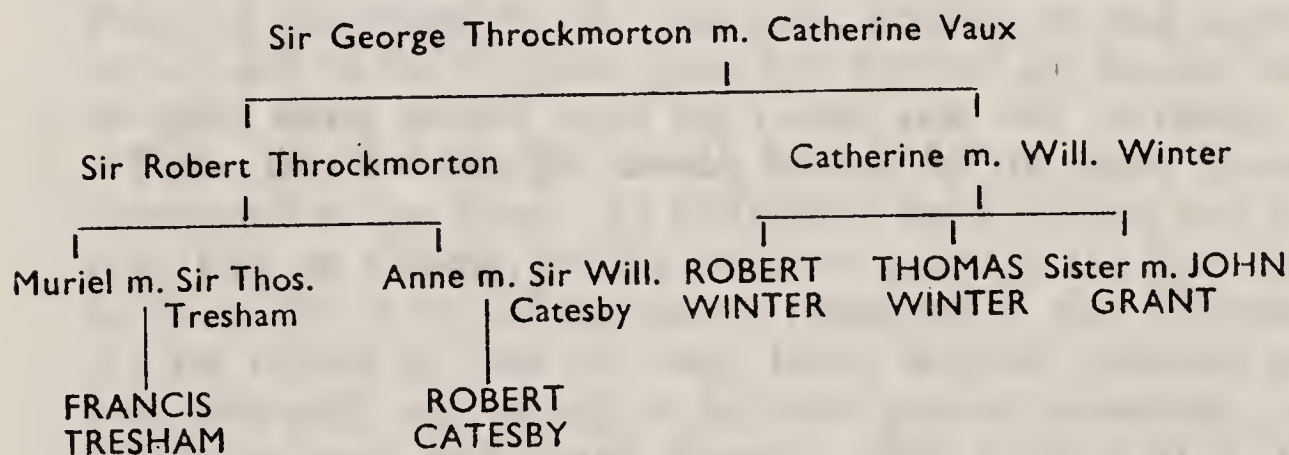 Sir George Throckmorton m. Catherine Vaux
Sir Robert Throckmorton
Catherine m. Will. Winter
Muriel m. Sir Thos.
Tresham
Anne m. Sir Will.
Catesby
ROBERT
WINTER
THOMAS
WINTER
Sister m. JOHN
GRANT
FRANCIS
TRESHAM
ROBERT
CATESBY